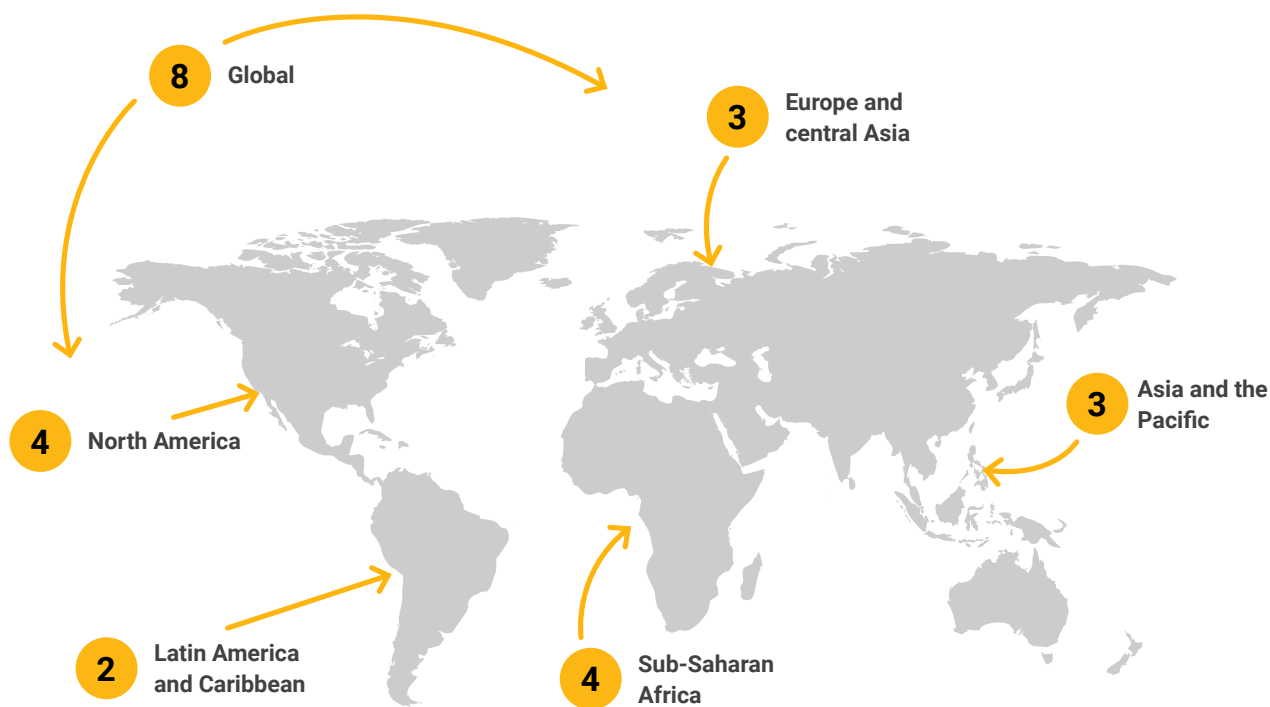 8
Global
3
Europe and
central Asia
3
Asia and the
Pacific
4
North America
2
Latin America
and Caribbean
4
Sub-Saharan
Africa